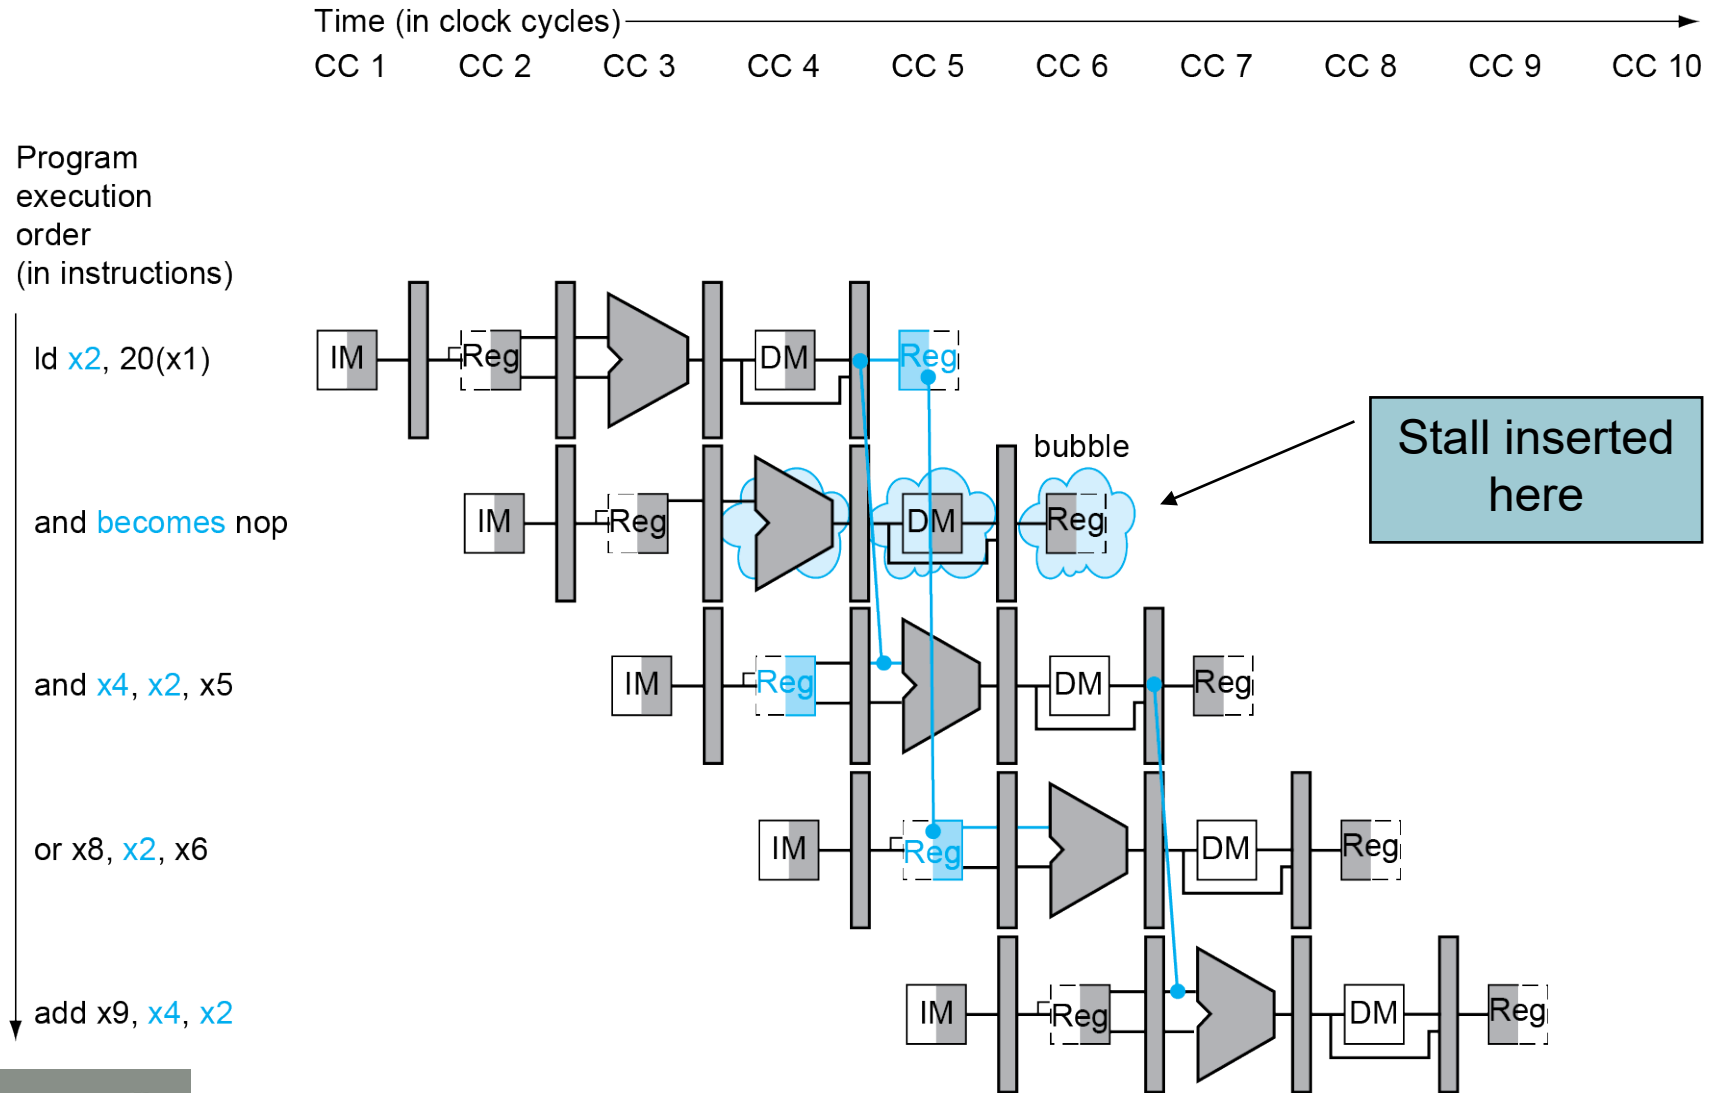 Time (in clock cycles)
CC 1 CC 2 CC 3 CC 4 CC 5 CC 6 CC 7 CC 8 CC 9 CC 10
Program
execution
order
(in instructions)
ld x2, 20(x1)
IM Reg DM Reg
bubble
Stall inserted
here
and becomes nop
IM Reg DM Reg
and x4, x2, x5
IM Reg DM Reg
or x8, x2, x6
IM Reg DM Reg
add x9, x4, x2
IM Reg DM Reg